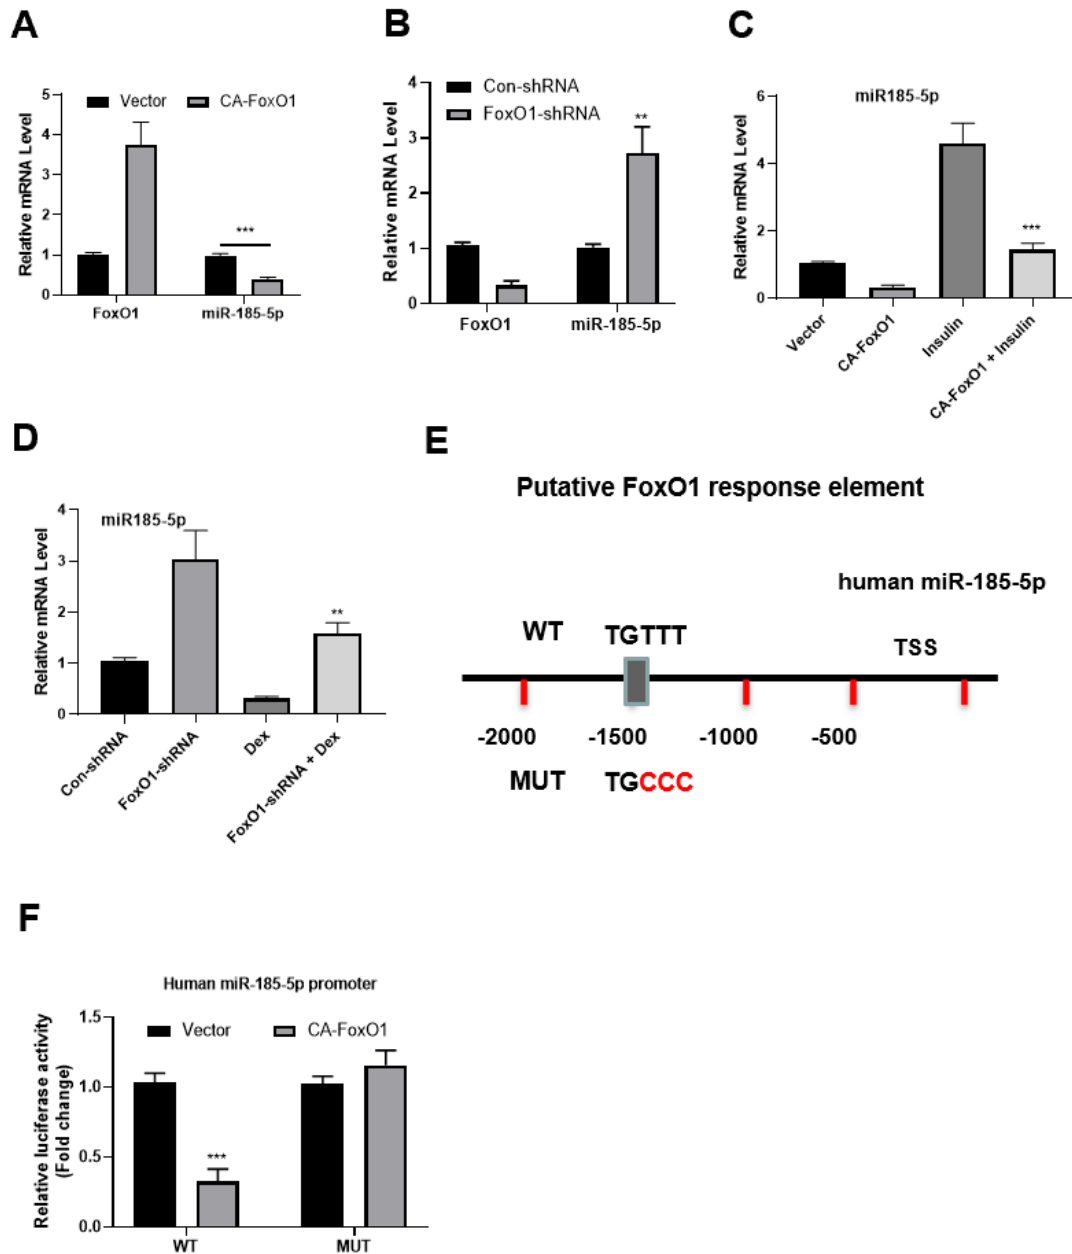 A
Relative mRNA Level
5
4
3
2
1
0
Vector
CA-FoxO1
***
FoxO1
miR-185-5p
B
Relative mRNA Level
4
3
2
1
0
Con-shRNA
FoxO1-shRNA
**
FoxO1
miR-185-5p
C
miR185-5p
Relative mRNA Level
6
4
2
0
***
Vector
CA-FoxO1
Insulin
CA-FoxO1 + Insulin
D
miR185-5p
Relative mRNA Level
4
3
2
1
0
**
Con-shRNA
FoxO1-shRNA
Dex
FoxO1-shRNA + Dex
E
Putative FoxO1 response element
human miR-185-5p
WT TGTTT
TSS
-2000 -1500 -1000 -500
MUT TGCCC
F
Human miR-185-5p promoter
Relative luciferase activity
(Fold change)
1.5
1.0
0.5
0.0
Vector
CA-FoxO1
***
WT
MUT